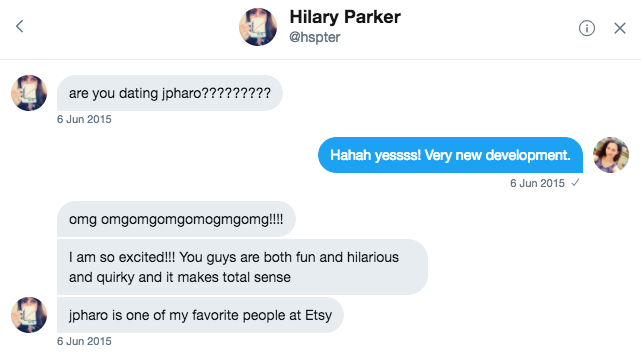 Hilary Parker
@hspter
are you dating jpharo?????????
6 Jun 2015
Hahah yessss! Very new development.
6 Jun 2015 ✓
omg omgomgomgomogmgomg!!!!
I am so excited!!! You guys are both fun and hilarious
and quirky and it makes total sense
jpharo is one of my favorite people at Etsy
6 Jun 2015